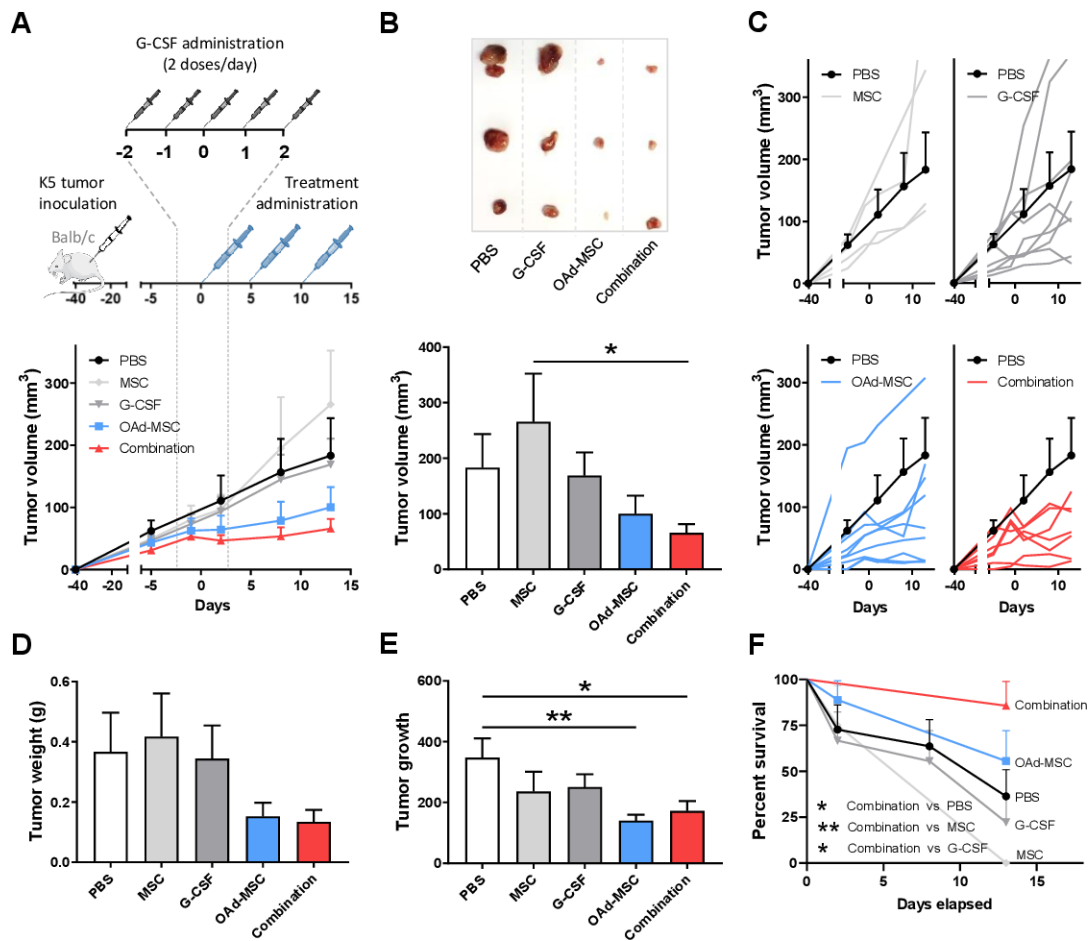 A
G-CSF administration
(2 doses/day)
-2 -1 0 1 2
K5 tumor
inoculation
Treatment
administration
Balb/c
-40 -20 -5 0 5 10 15
Tumor volume (mm3)
300
200
100
0
PBS
MSC
G-CSF
OAd-MSC
Combination
-40 -20 -5 0 5 10 15
Days
B
PBS G-CSF OAd-MSC Combination
Tumor volume (mm3)
400
300
200
100
0
*
PBS MSC G-CSF OAd-MSC Combination
C
Tumor volume (mm3)
300
200
100
0
PBS
MSC
-40 0 10
PBS
G-CSF
-40 0 10
Tumor volume (mm3)
300
200
100
0
PBS
OAd-MSC
-40 0 10
Days
PBS
Combination
-40 0 10
Days
D
Tumor weight (g)
0.6
0.4
0.2
0.0
PBS MSC G-CSF OAd-MSC Combination
E
Tumor growth
600
400
200
0
*
**
PBS MSC G-CSF OAd-MSC Combination
F
Percent survival
100
75
50
25
0
Combination
OAd-MSC
PBS
G-CSF
MSC
* Combination vs PBS
** Combination vs MSC
* Combination vs G-CSF
0 5 10 15
Days elapsed